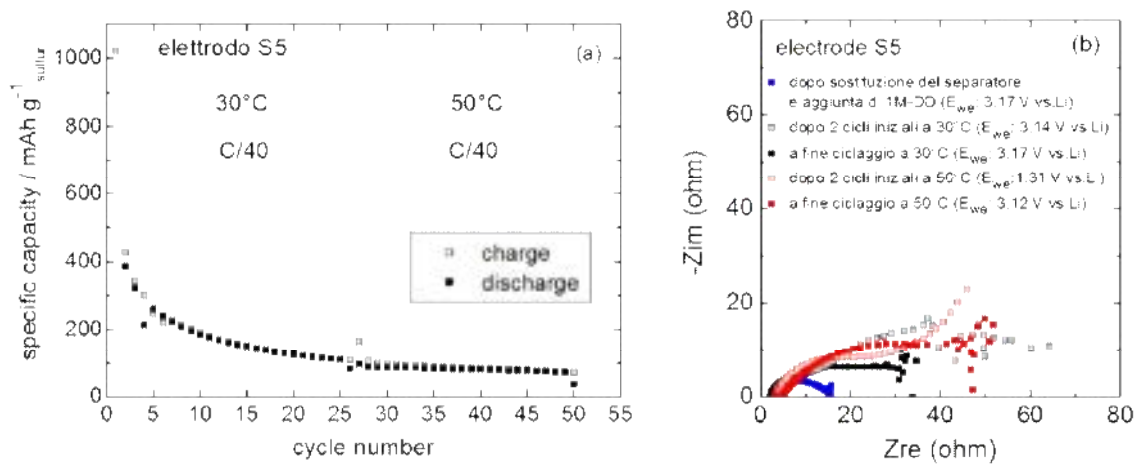 elettrodo S5
(a)
30°C
50°C
C/40
C/40
charge
discharge
specific capacity / mAh g⁻¹ sulfur
1000
800
600
400
200
0
0 5 10 15 20 25 30 35 40 45 50 55
cycle number
electrode S5
(b)
dopo sostituzione del separatore
e aggiunta di 1M-DD (Ewe: 3.17 V vs.Li)
dopo 2 cicli iniziali a 30°C (Ewe: 3.14 V vs.Li)
a fine ciclaggio a 30°C (Ewe: 3.17 V vs.Li)
dopo 2 cicli iniziali a 50°C (Ewe: 1.31 V vs.Li)
a fine ciclaggio a 50°C (Ewe: 3.12 V vs.Li)
-Zim (ohm)
80
60
40
20
0
0 20 40 60 80
Zre (ohm)